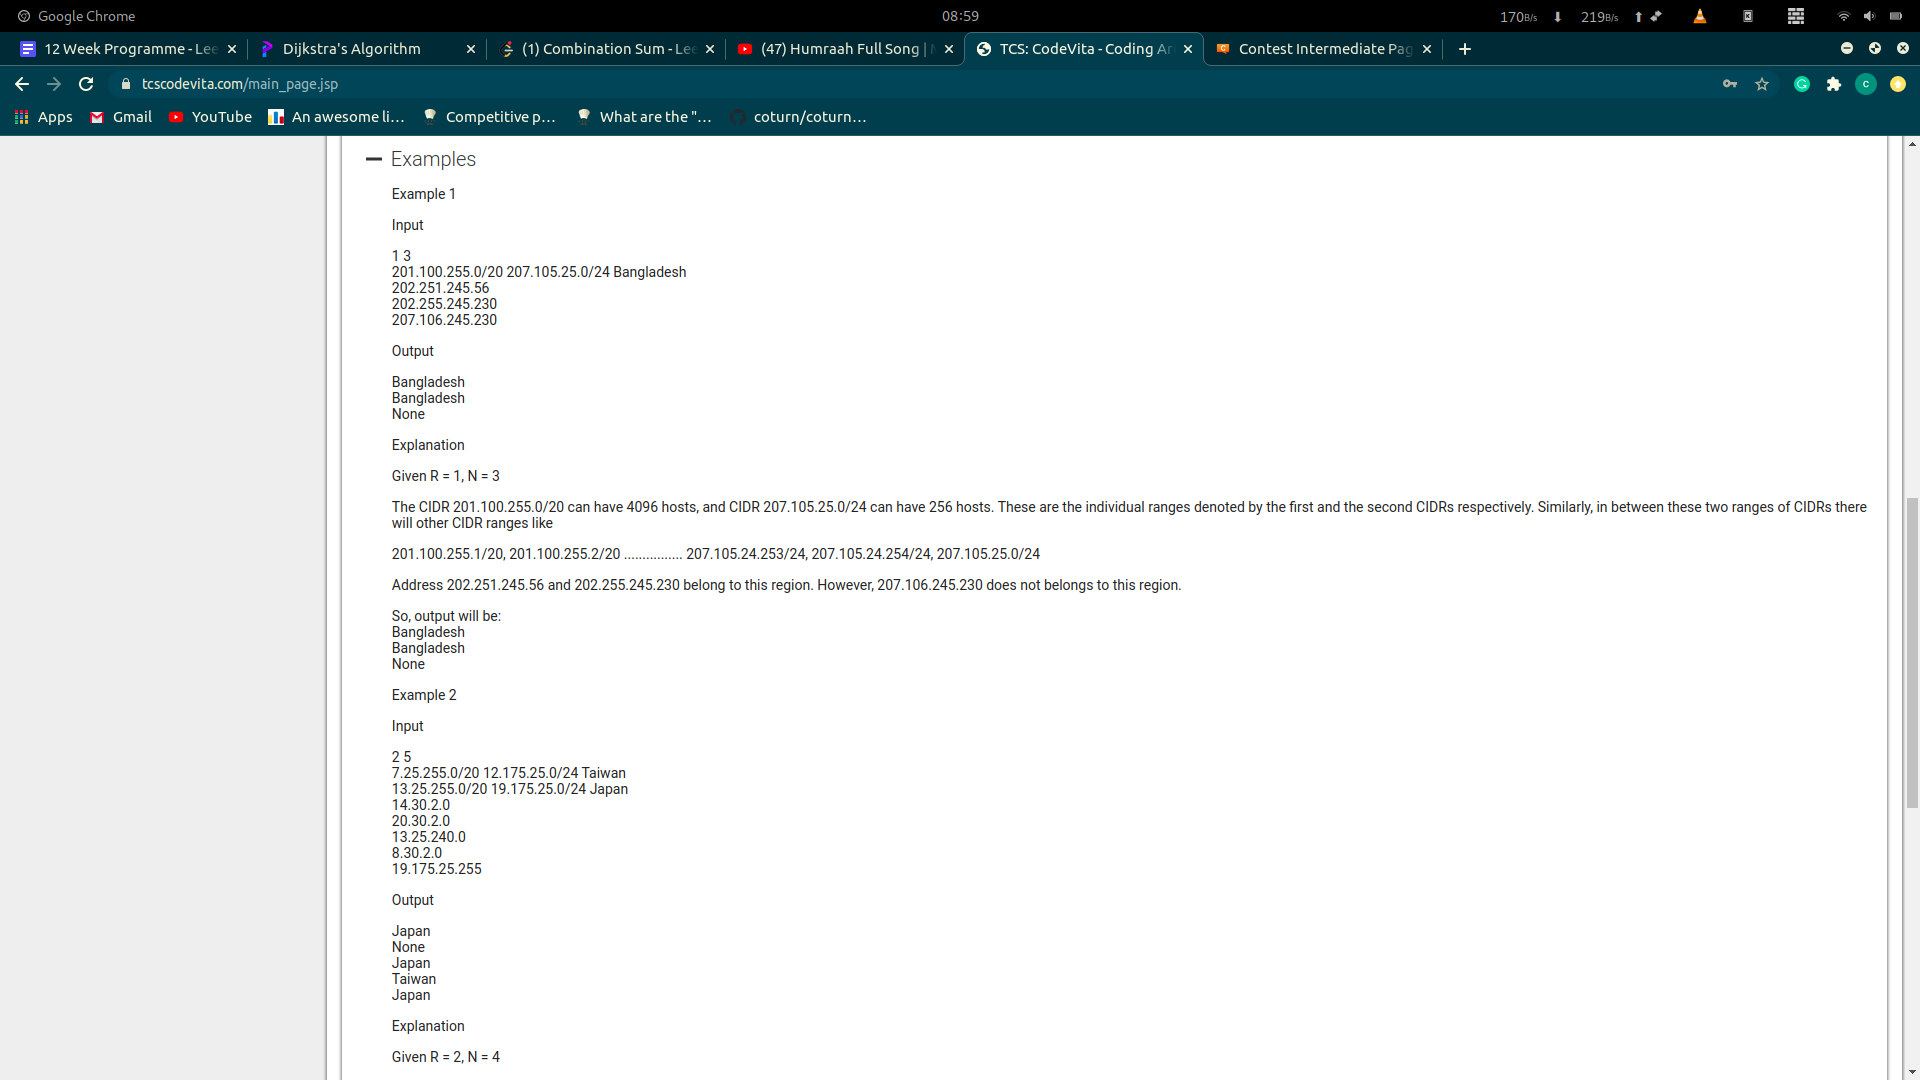 Google Chrome
08:59
170B/s
219B/s
12 Week Programme - Lee
Dijkstra's Algorithm
(1) Combination Sum - Lee
(47) Humraah Full Song |
TCS: CodeVita - Coding Ar
Contest Intermediate Pag
tcscodevita.com/main_page.jsp
Apps
Gmail
YouTube
An awesome li...
Competitive p...
What are the "...
coturn/coturn...
Examples
Example 1
Input
1 3
201.100.255.0/20 207.105.25.0/24 Bangladesh
202.251.245.56
202.255.245.230
207.106.245.230
Output
Bangladesh
Bangladesh
None
Explanation
Given R = 1, N = 3
The CIDR 201.100.255.0/20 can have 4096 hosts, and CIDR 207.105.25.0/24 can have 256 hosts. These are the individual ranges denoted by the first and the second CIDRs respectively. Similarly, in between these two ranges of CIDRs there
will other CIDR ranges like
201.100.255.1/20, 201.100.255.2/20 ................ 207.105.24.253/24, 207.105.24.254/24, 207.105.25.0/24
Address 202.251.245.56 and 202.255.245.230 belong to this region. However, 207.106.245.230 does not belongs to this region.
So, output will be:
Bangladesh
Bangladesh
None
Example 2
Input
2 5
7.25.255.0/20 12.175.25.0/24 Taiwan
13.25.255.0/20 19.175.25.0/24 Japan
14.30.2.0
20.30.2.0
13.25.240.0
8.30.2.0
19.175.25.255
Output
Japan
None
Japan
Taiwan
Japan
Explanation
Given R = 2, N = 4